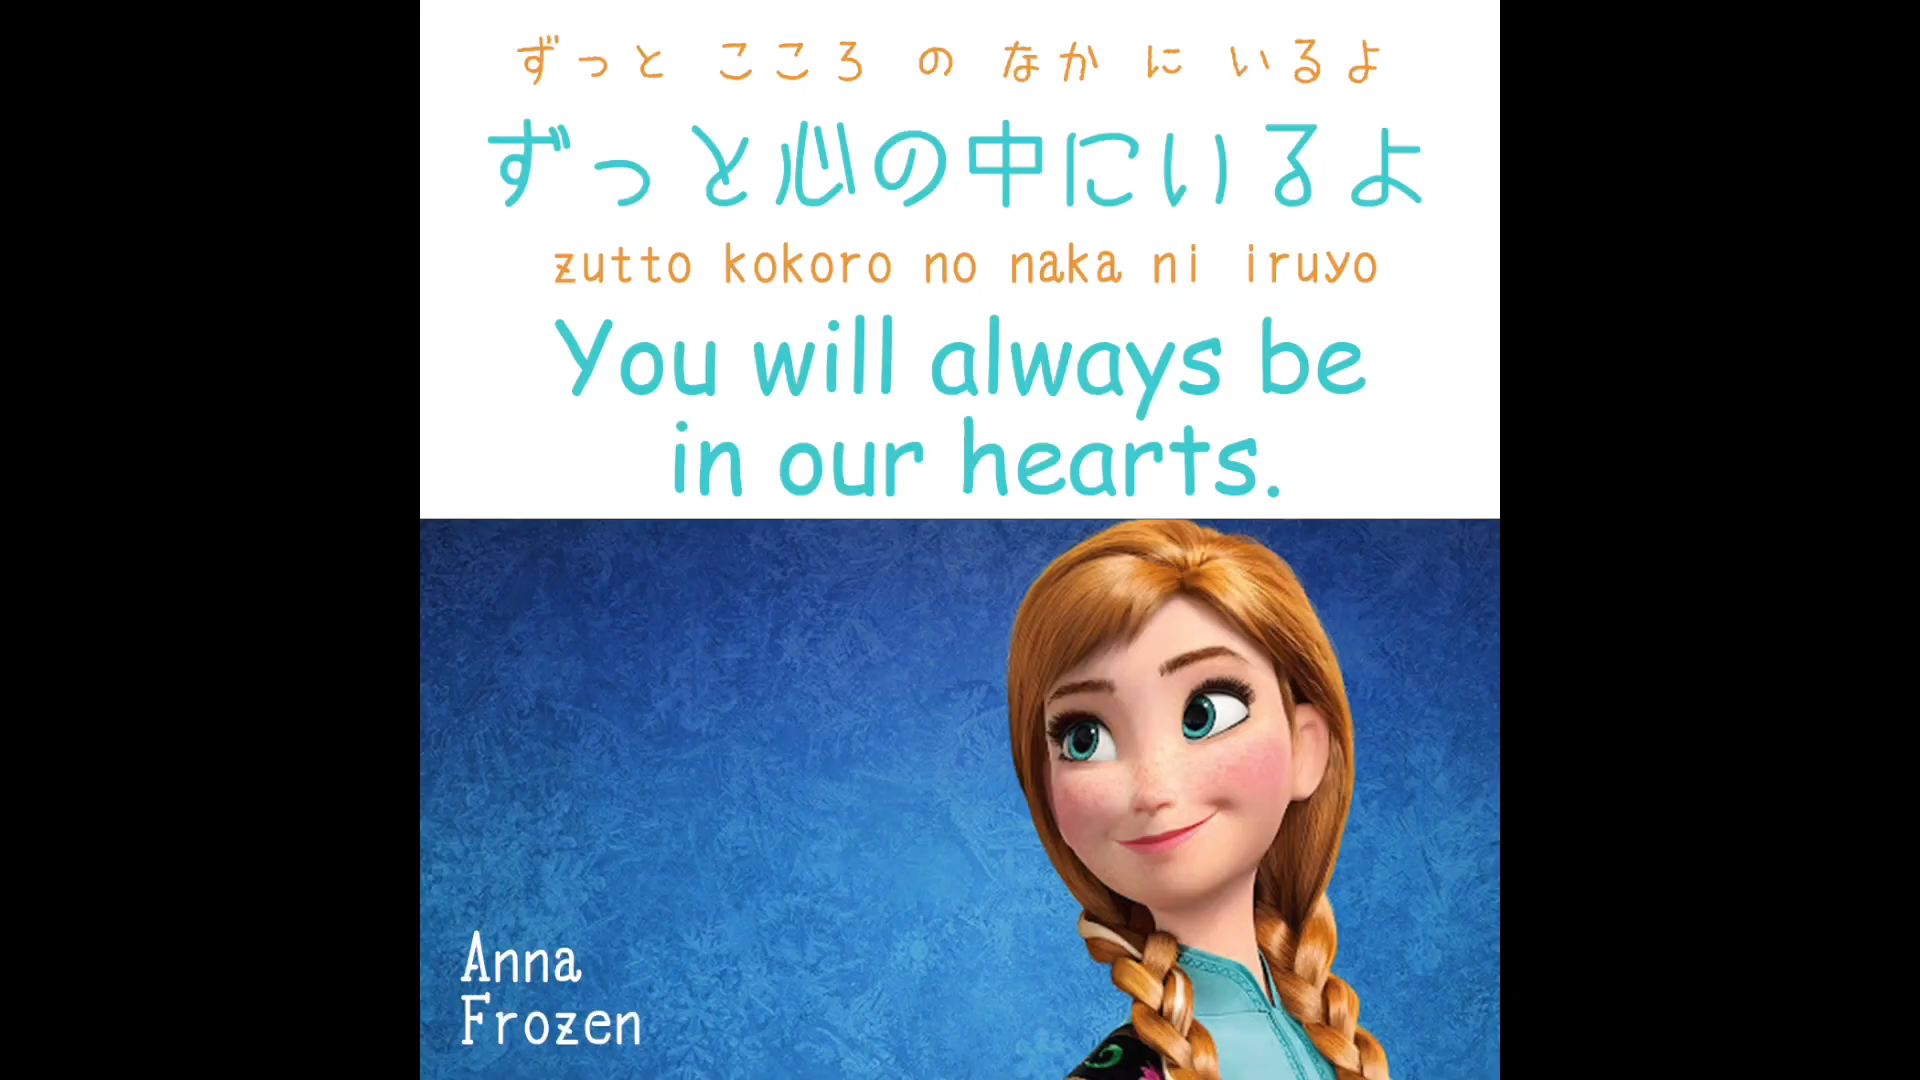 ずっと こころ の なか に いるよ
ずっと心の中にいるよ
zutto kokoro no naka ni iruyo
You will always be
in our hearts.
Anna
Frozen